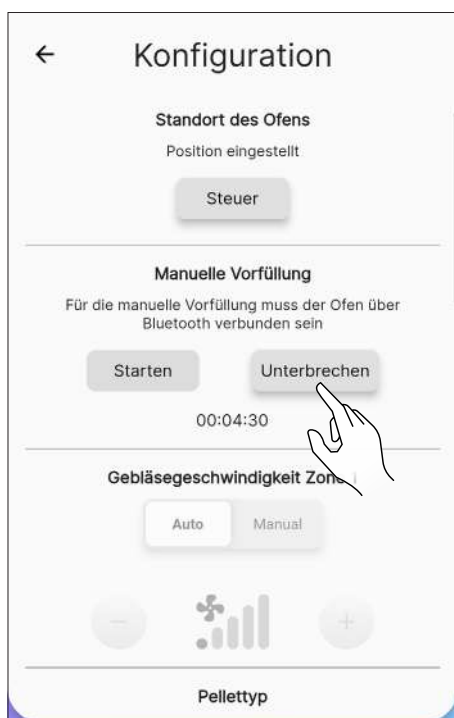 Konfiguration
Standort des Ofens
Position eingestellt
Steuer
Manuelle Vorfüllung
Für die manuelle Vorfüllung muss der Ofen über
Bluetooth verbunden sein
Starten Unterbrechen
00:04:30
Gebläsegeschwindigkeit
Auto Manual
Pellettyp